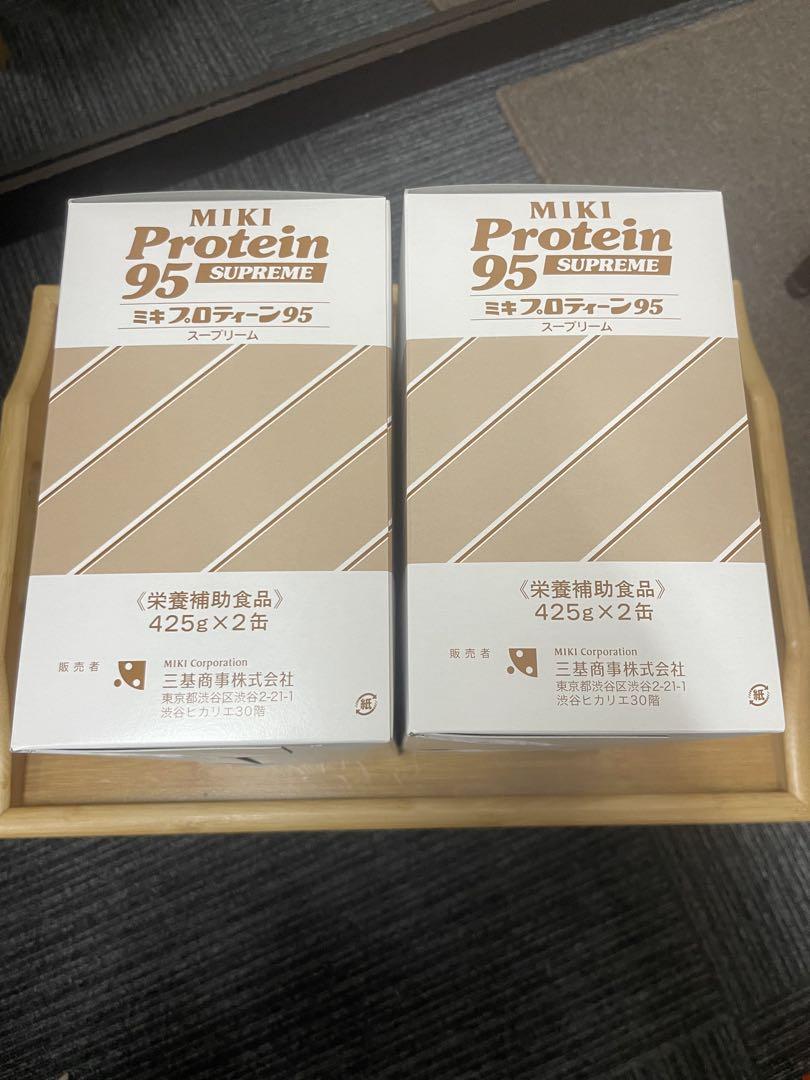 MIKI
Protein
95 SUPREME
ミキプロティーン95
スープリーム
《栄養補助食品》
425g×2缶
販売者
MIKI Corporation
三基商事株式会社
東京都渋谷区渋谷2-21-1
渋谷ヒカリエ30階
紙
MIKI
Protein
95 SUPREME
ミキプロティーン95
スープリーム
《栄養補助食品》
425g×2缶
販売者
MIKI Corporation
三基商事株式会社
東京都渋谷区渋谷2-21-1
渋谷ヒカリエ30階
紙